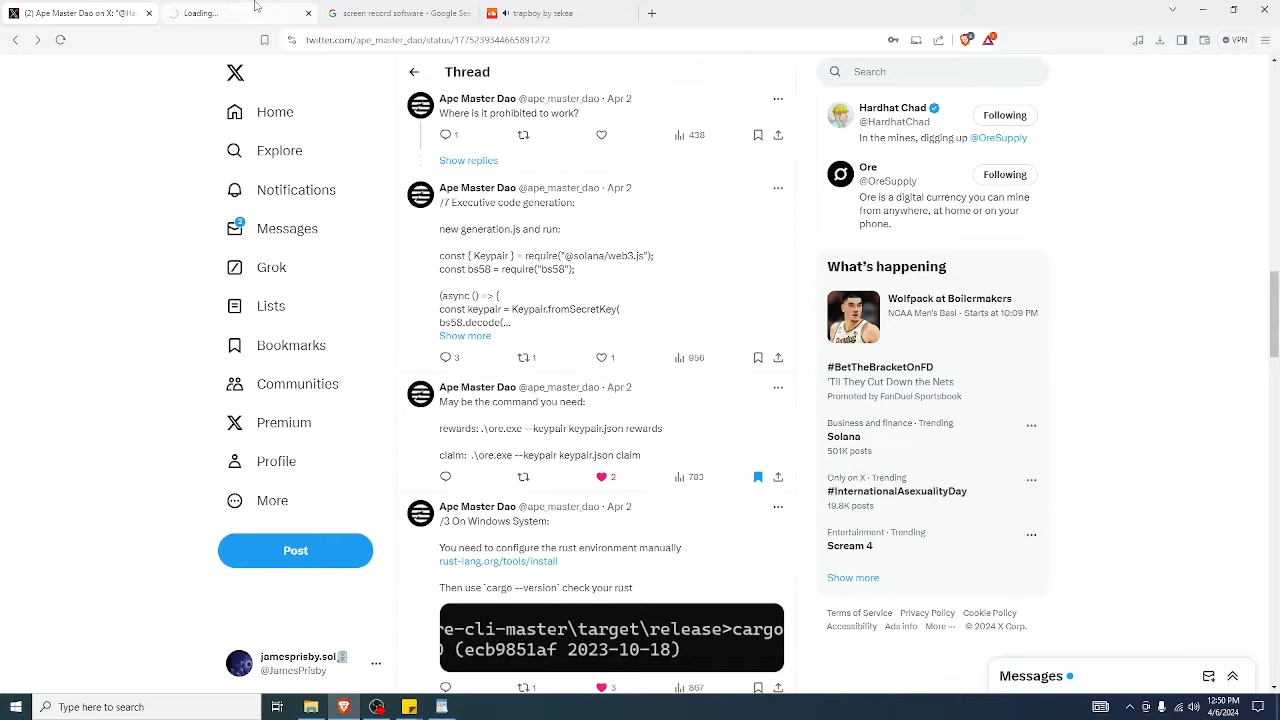 (2) Ape Master Dao on X: "@Ha
Loading...
screen record software - Google Sea
trapboy by tekea
twitter.com/ape_master_dao/status/1775239344665891272
VPN
Thread
Search
Home
Explore
Notifications
2
Messages
Grok
Lists
Bookmarks
Communities
Premium
Profile
More
Post
jamesprisby.sol
@JamesPrisby
Ape Master Dao @ape_master_dao · Apr 2
Where is it prohibited to work?
1
438
Show replies
Ape Master Dao @ape_master_dao · Apr 2
/7 Executive code generation:
new generation.js and run:
const { Keypair } = require("@solana/web3.js");
const bs58 = require("bs58");
(async () => {
const keypair = Keypair.fromSecretKey(
bs58.decode(...
Show more
3
1
1
956
Ape Master Dao @ape_master_dao · Apr 2
May be the command you need:
rewards: .\ore.exe --keypair keypair.json rewards
claim: .\ore.exe --keypair keypair.json claim
2
783
Ape Master Dao @ape_master_dao · Apr 2
/3 On Windows System:
You need to configure the rust environment manually
rust-lang.org/tools/install
Then use `cargo --version` check your rust
re-cli-master\target\release>cargo
) (ecb9851af 2023-10-18)
1
3
867
Hardhat Chad
@HardhatChad
Following
In the mines, digging up @OreSupply
Ore
@OreSupply
Following
Ore is a digital currency you can mine
from anywhere, at home or on your
phone.
What's happening
Wolfpack at Boilermakers
NCAA Men's Basi · Starts at 10:09 PM
#BetTheBracketOnFD
'Til They Cut Down the Nets
Promoted by FanDuel Sportsbook
Business and finance · Trending
Solana
501K posts
Only on X · Trending
#InternationalAsexualityDay
19.8K posts
Entertainment · Trending
Scream 4
Show more
Terms of Service Privacy Policy Cookie Policy
Accessibility Ads info More ··· © 2024 X Corp.
Messages
Type here to search
12:50 PM
4/6/2024